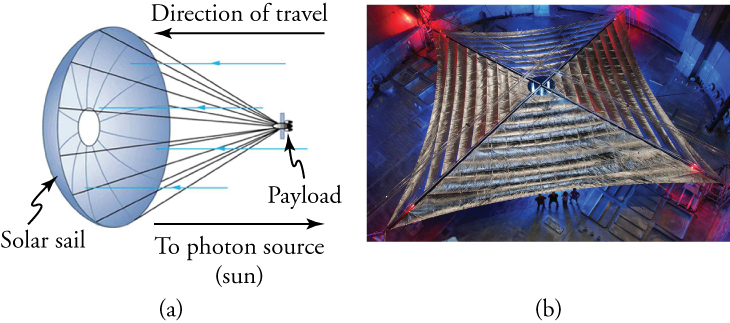 Direction of travel
Payload
Solar sail
To photon source
(sun)
(a)
(b)